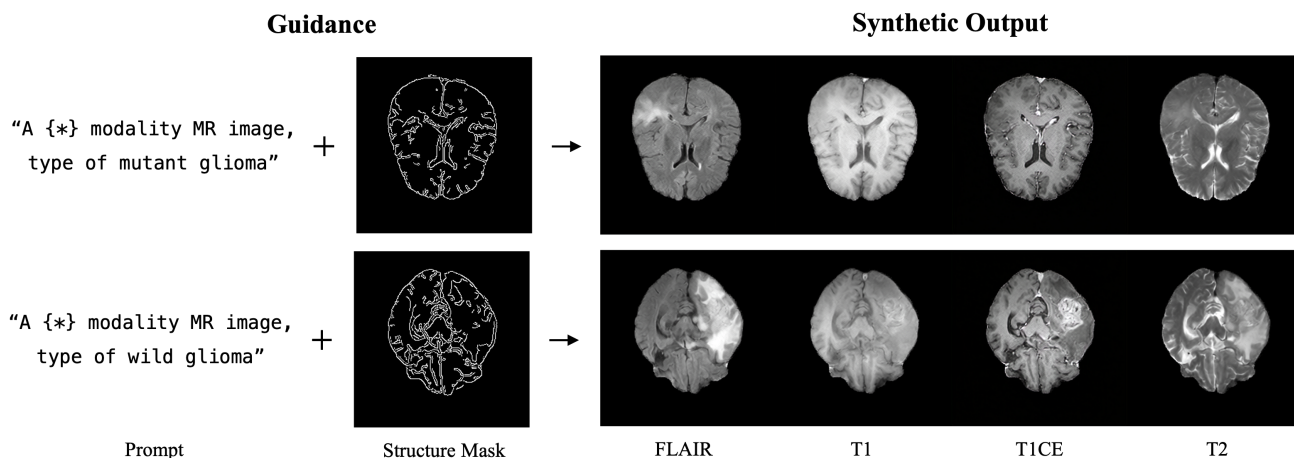 Guidance
Synthetic Output
“A {*} modality MR image,
type of mutant glioma”
+
“A {*} modality MR image,
type of wild glioma”
+
Prompt
Structure Mask
FLAIR
T1
T1CE
T2